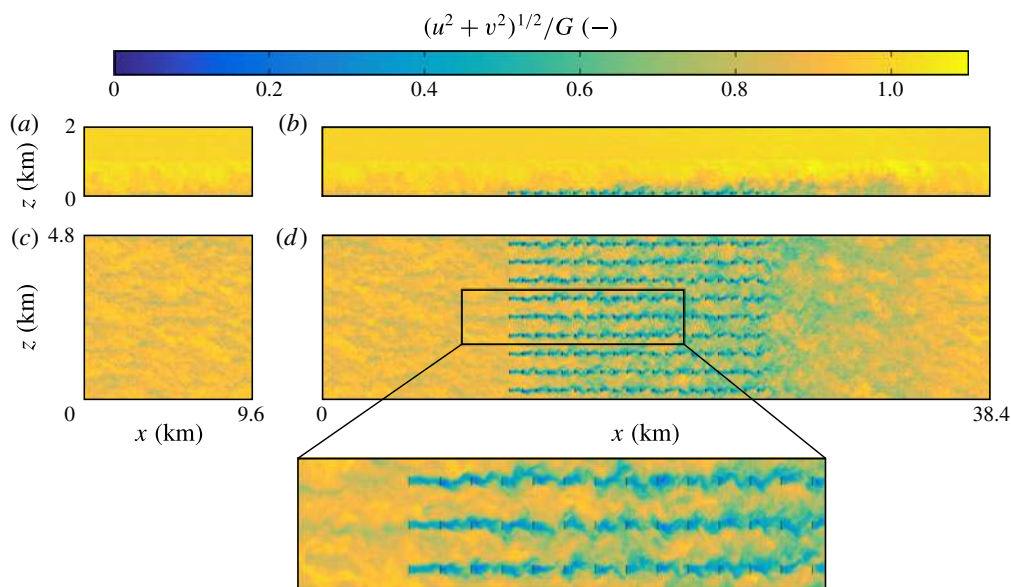 (u² + v²)^{1/2}/G (–)
0 0.2 0.4 0.6 0.8 1.0
(a) (b)
2
z (km)
0
(c) (d)
4.8
z (km)
0
9.6 0 38.4
x (km) x (km)